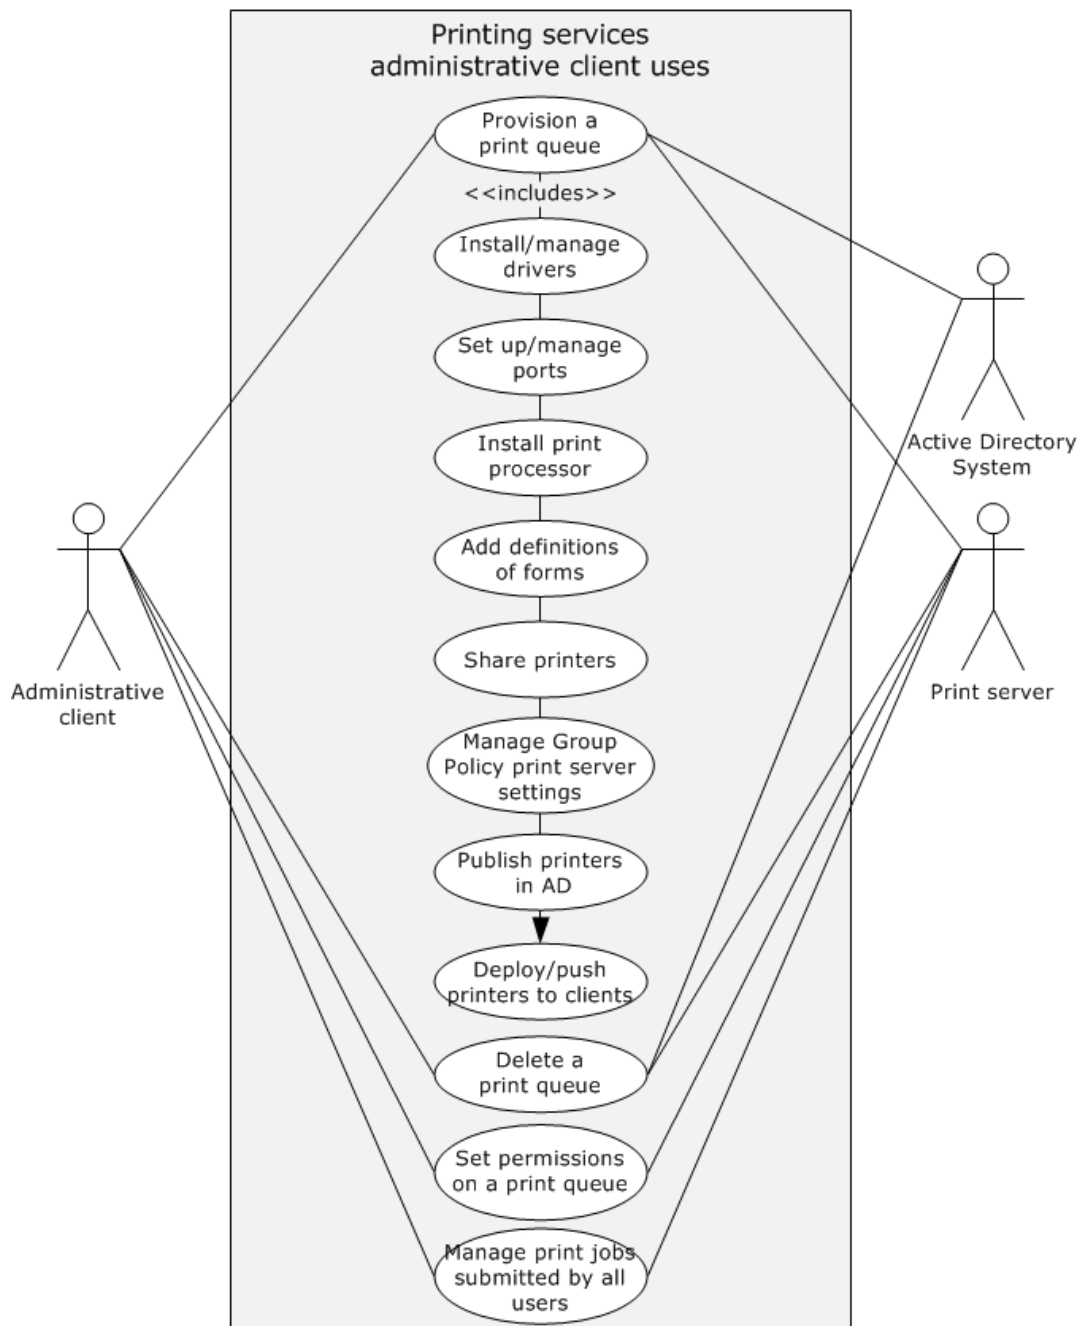 Printing services
administrative client uses
Provision a
print queue
<<includes>>
Install/manage
drivers
Set up/manage
ports
Install print
processor
Add definitions
of forms
Share printers
Manage Group
Policy print server
settings
Publish printers
in AD
Deploy/push
printers to clients
Delete a
print queue
Set permissions
on a print queue
Manage print jobs
submitted by all
users
Administrative
client
Active Directory
System
Print server